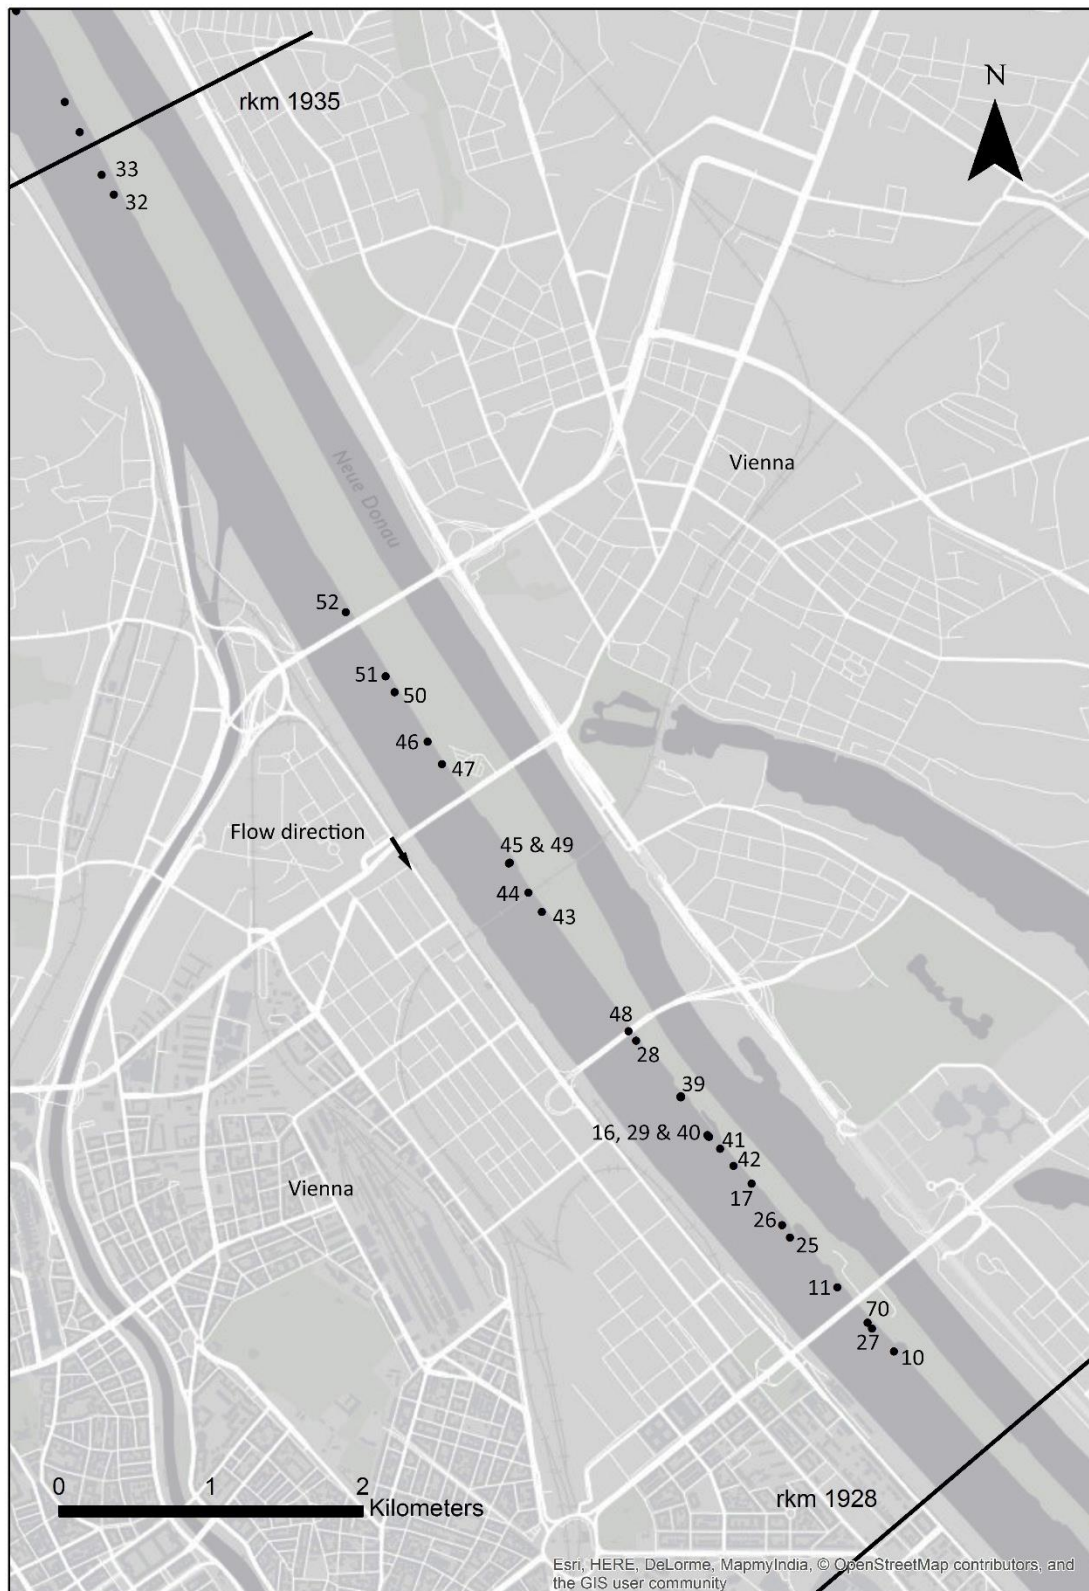 N
rkm 1935
33
32
Vienna
Neue Donau
52
51
50
46
47
Flow direction
45 & 49
44
43
48
28
39
16, 29 & 40
41
42
Vienna
17
26
25
11
70
27
10
0 1 2
Kilometers
rkm 1928
Esri, HERE, DeLorme, MapmyIndia, © OpenStreetMap contributors, and
the GIS user community